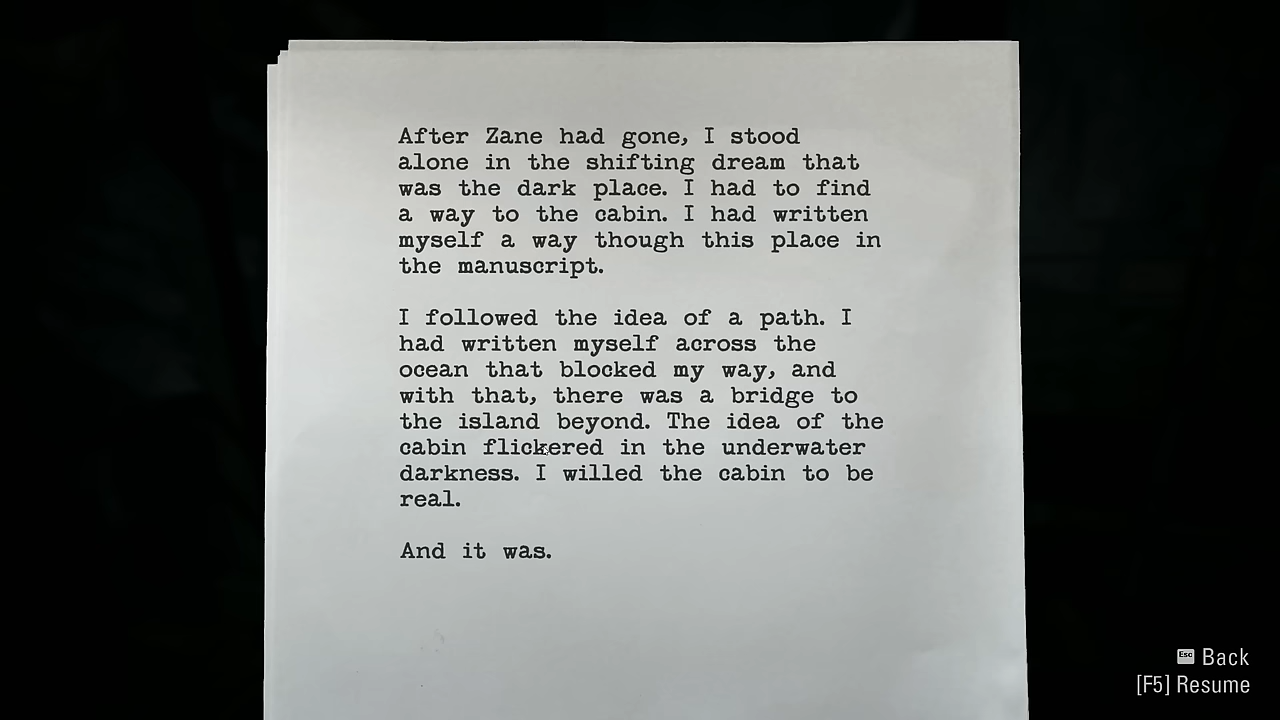 After Zane had gone, I stood
alone in the shifting dream that
was the dark place. I had to find
a way to the cabin. I had written
myself a way though this place in
the manuscript.
I followed the idea of a path. I
had written myself across the
ocean that blocked my way, and
with that, there was a bridge to
the island beyond. The idea of the
cabin flickered in the underwater
darkness. I willed the cabin to be
real.
And it was.
Esc Back
[F5] Resume